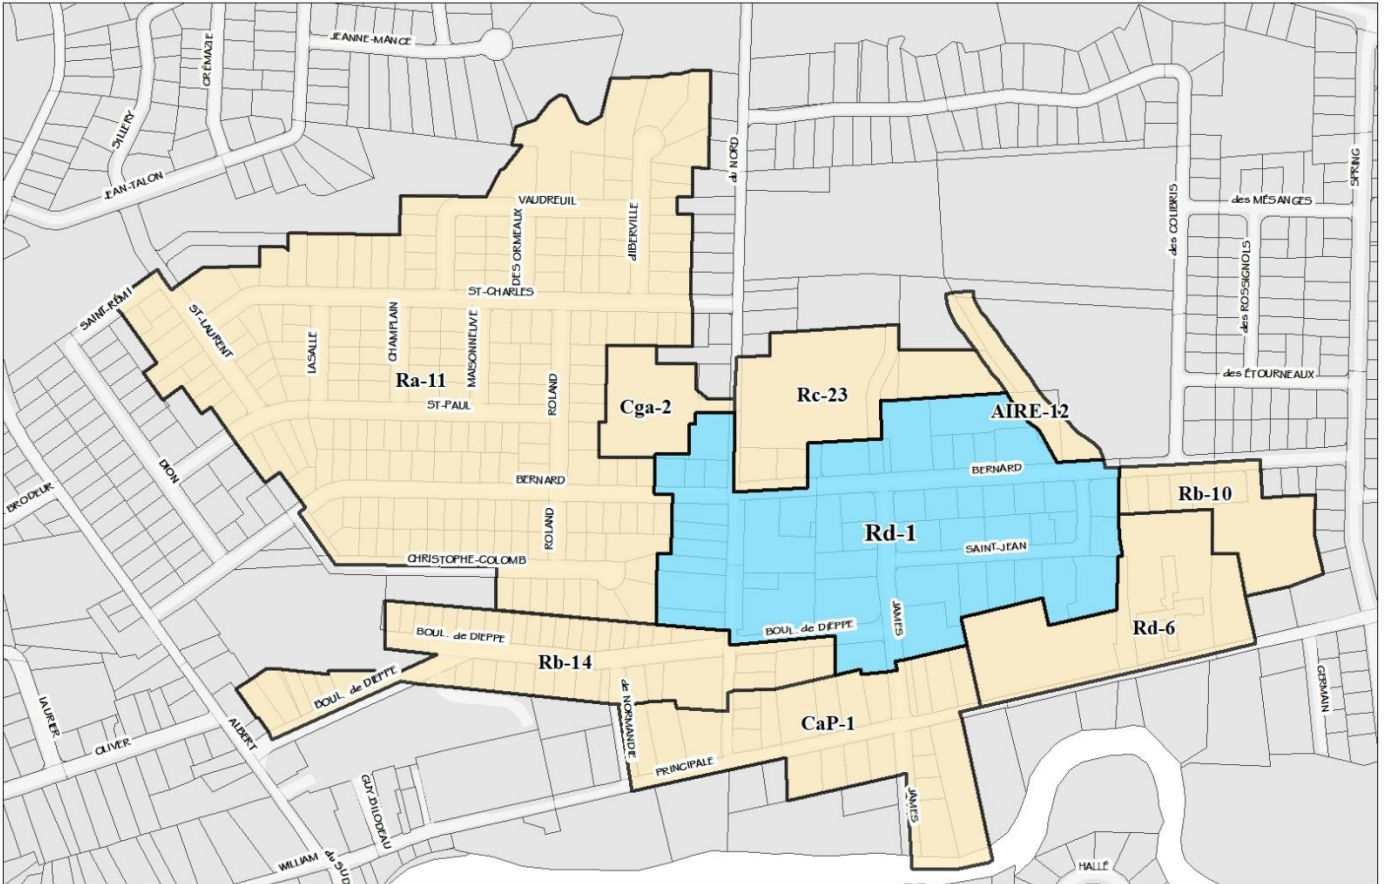 JEANNE-MANCE
CRÉMAZIE
SILLERY
JEAN-TALON
du NORD
SPRING
VAUDREUIL
des MÉSANGES
DES ORMEAUX
dIBERVILLE
des COLIBRIS
des ROSSIGNOLS
ST-CHARLES
SAINT-RÉMI
ST-LAURENT
LASALLE
CHAMPLAIN
MAISONNEUVE
des ÉTOURNEAUX
Ra-11
ROLAND
Rc-23
ST-PAUL
Cga-2
AIRE-12
DION
BERNARD
BERNARD
BRODEUR
Rb-10
ROLAND
Rd-1
CHRISTOPHE-COLOMB
SAINT-JEAN
JAMES
BOUL. de DIEPPE
BOUL. de DIEPPE
Rd-6
Rb-14
BOUL. de DIEPPE
GERMAIN
LAURIER
de NORMANDIE
CaP-1
ALBERT
OLIVER
PRINCIPALE
JAMES
GUY-BILODEAU
WILLIAM
du SUD
HALLÉ